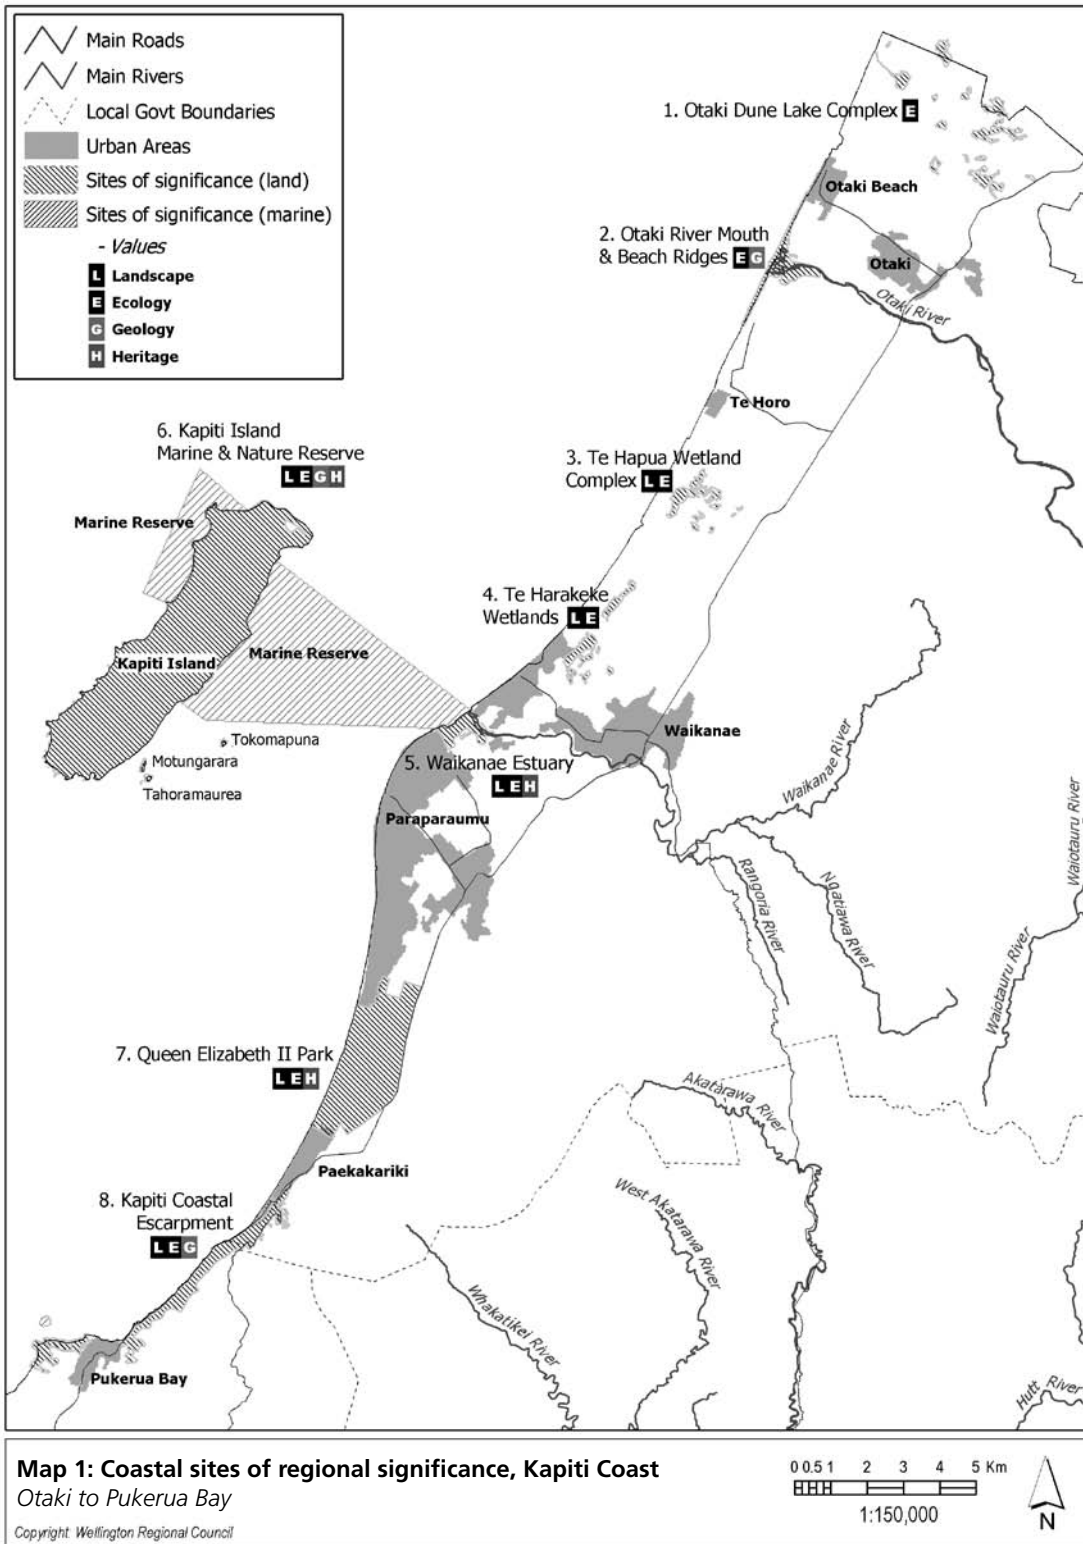 Main Roads
Main Rivers
Local Govt Boundaries
Urban Areas
Sites of significance (land)
Sites of significance (marine)
- Values
L Landscape
E Ecology
G Geology
H Heritage
1. Otaki Dune Lake Complex E
Otaki Beach
2. Otaki River Mouth
& Beach Ridges E G
Otaki
Otaki River
Te Horo
6. Kapiti Island
Marine & Nature Reserve
L E G H
3. Te Hapua Wetland
Complex L E
Marine Reserve
4. Te Harakeke
Wetlands L E
Kapiti Island
Marine Reserve
Tokomapuna
Motungarara
Tahoramaurea
Waikanae
5. Waikanae Estuary
L E H
Paraparaumu
Waikanae River
Rangoria River
Ngatiawa River
Waiotauru River
Waiotauru River
7. Queen Elizabeth II Park
L E H
Akatarawa River
Paekakariki
8. Kapiti Coastal
Escarpment
L E G
West Akatarawa River
Whakatikei River
Pukerua Bay
Hutt River
Map 1: Coastal sites of regional significance, Kapiti Coast
Otaki to Pukerua Bay
Copyright: Wellington Regional Council
0 0.5 1 2 3 4 5 Km
1:150,000
N